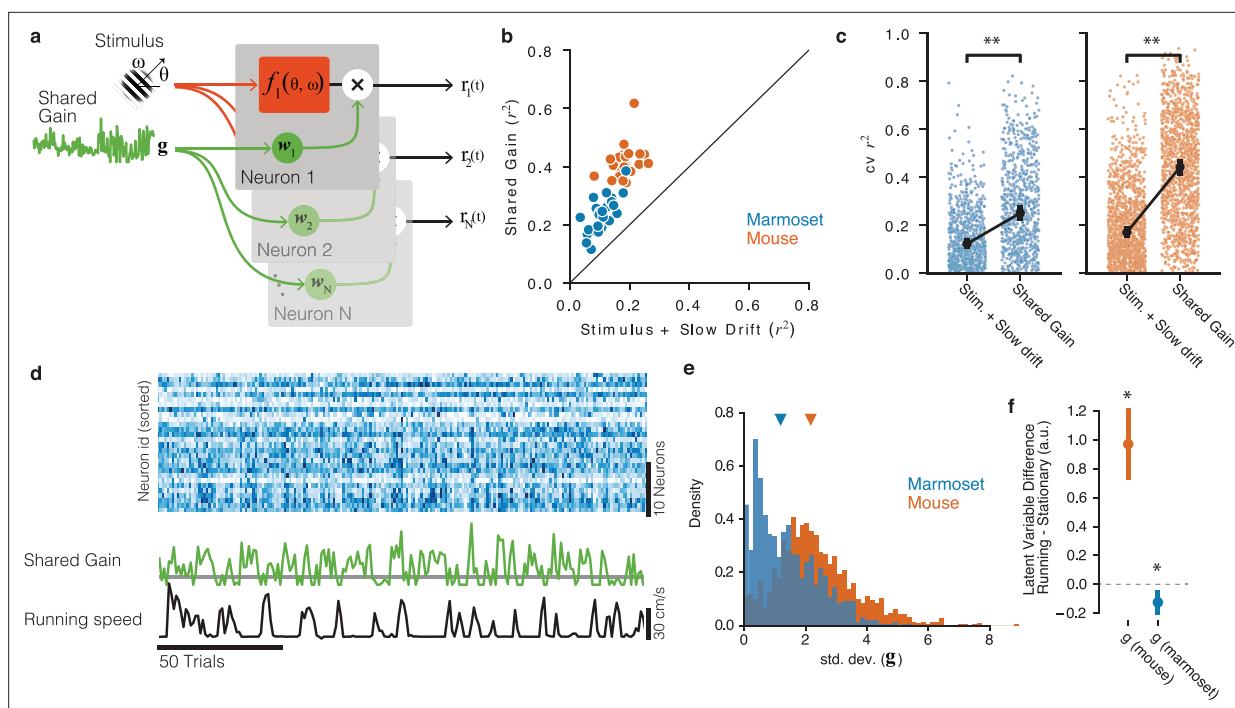 a
Stimulus
ω
θ
Shared
Gain
g
f1(θ, ω)
×
r1(t)
w1
Neuron 1
r2(t)
w2
Neuron 2
rN(t)
wN
Neuron N
b
0.8
0.6
0.4
0.2
0.0
Shared Gain (r²)
Marmoset
Mouse
0.0 0.2 0.4 0.6 0.8
Stimulus + Slow Drift (r²)
c
cv r²
1.0
0.8
0.6
0.4
0.2
0.0
**
**
Stim. + Slow drift
Shared Gain
Stim. + Slow drift
Shared Gain
d
Neuron id (sorted)
10 Neurons
Shared Gain
Running speed
30 cm/s
50 Trials
e
0.8
0.6
0.4
0.2
0.0
Density
Marmoset
Mouse
0 2 4 6 8
std. dev. (g)
f
Latent Variable Difference
Running - Stationary (a.u.)
1.2
1.0
0.8
0.6
0.4
0.2
0.0
−0.2
*
*
g (mouse)
g (marmoset)